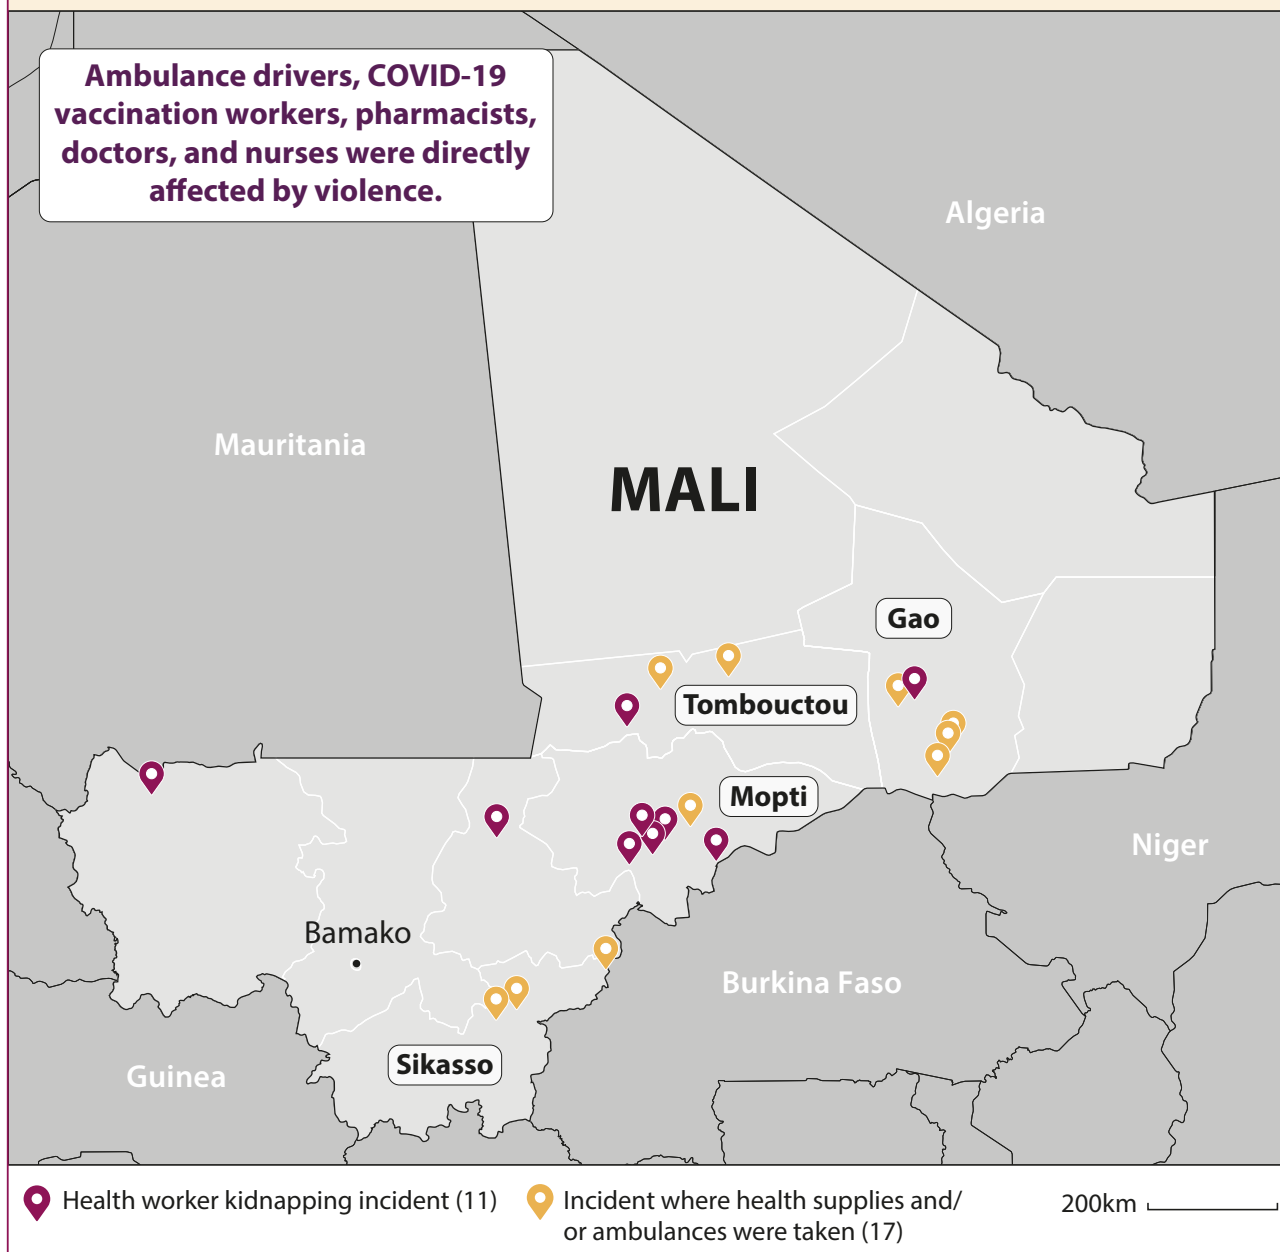 Ambulance drivers, COVID-19
vaccination workers, pharmacists,
doctors, and nurses were directly
affected by violence.
Algeria
Mauritania
MALI
Gao
Tombouctou
Mopti
Niger
Bamako
Burkina Faso
Sikasso
Guinea
Health worker kidnapping incident (11)
Incident where health supplies and/
or ambulances were taken (17)
200km